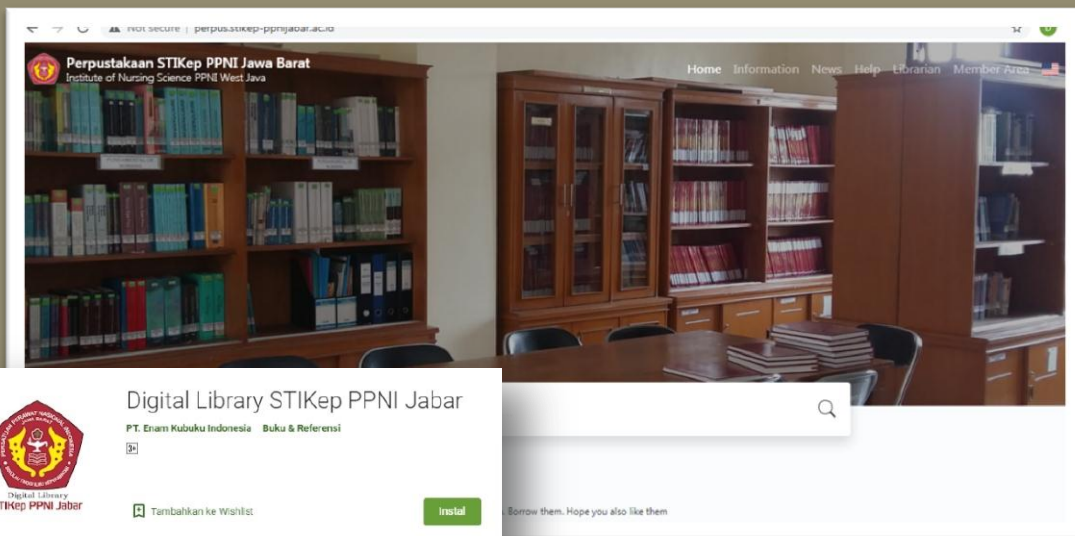 Not secure | perpus.stikep-ppnijabar.ac.id
Perpustakaan STIKep PPNI Jawa Barat
Institute of Nursing Science PPNI West Java
Home Information News Help Librarian Member Area
Digital Library STIKep PPNI Jabar
PT. Enam Kubuku Indonesia Buku & Referensi
3+
Digital Library
TIKep PPNI Jabar
Tambahkan ke Wishlist
Instal
. Borrow them. Hope you also like them